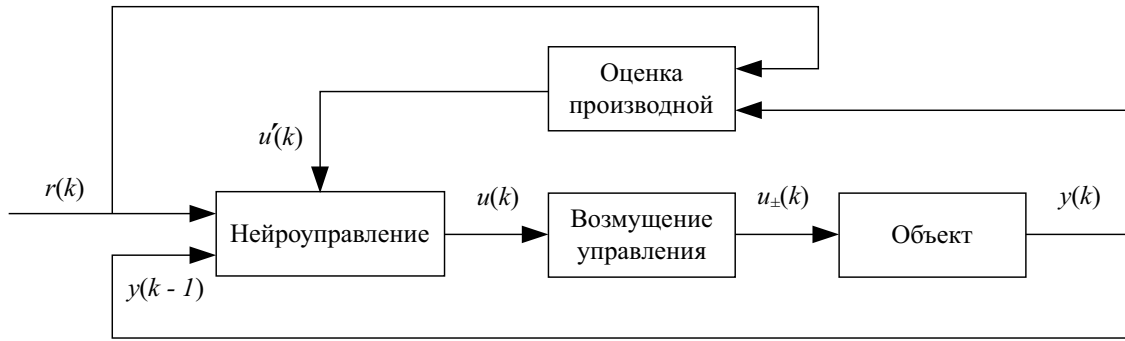 Оценка
производной
u′(k)
r(k)
Нейроуправление
u(k)
Возмущение
управления
u±(k)
Объект
y(k)
y(k - 1)